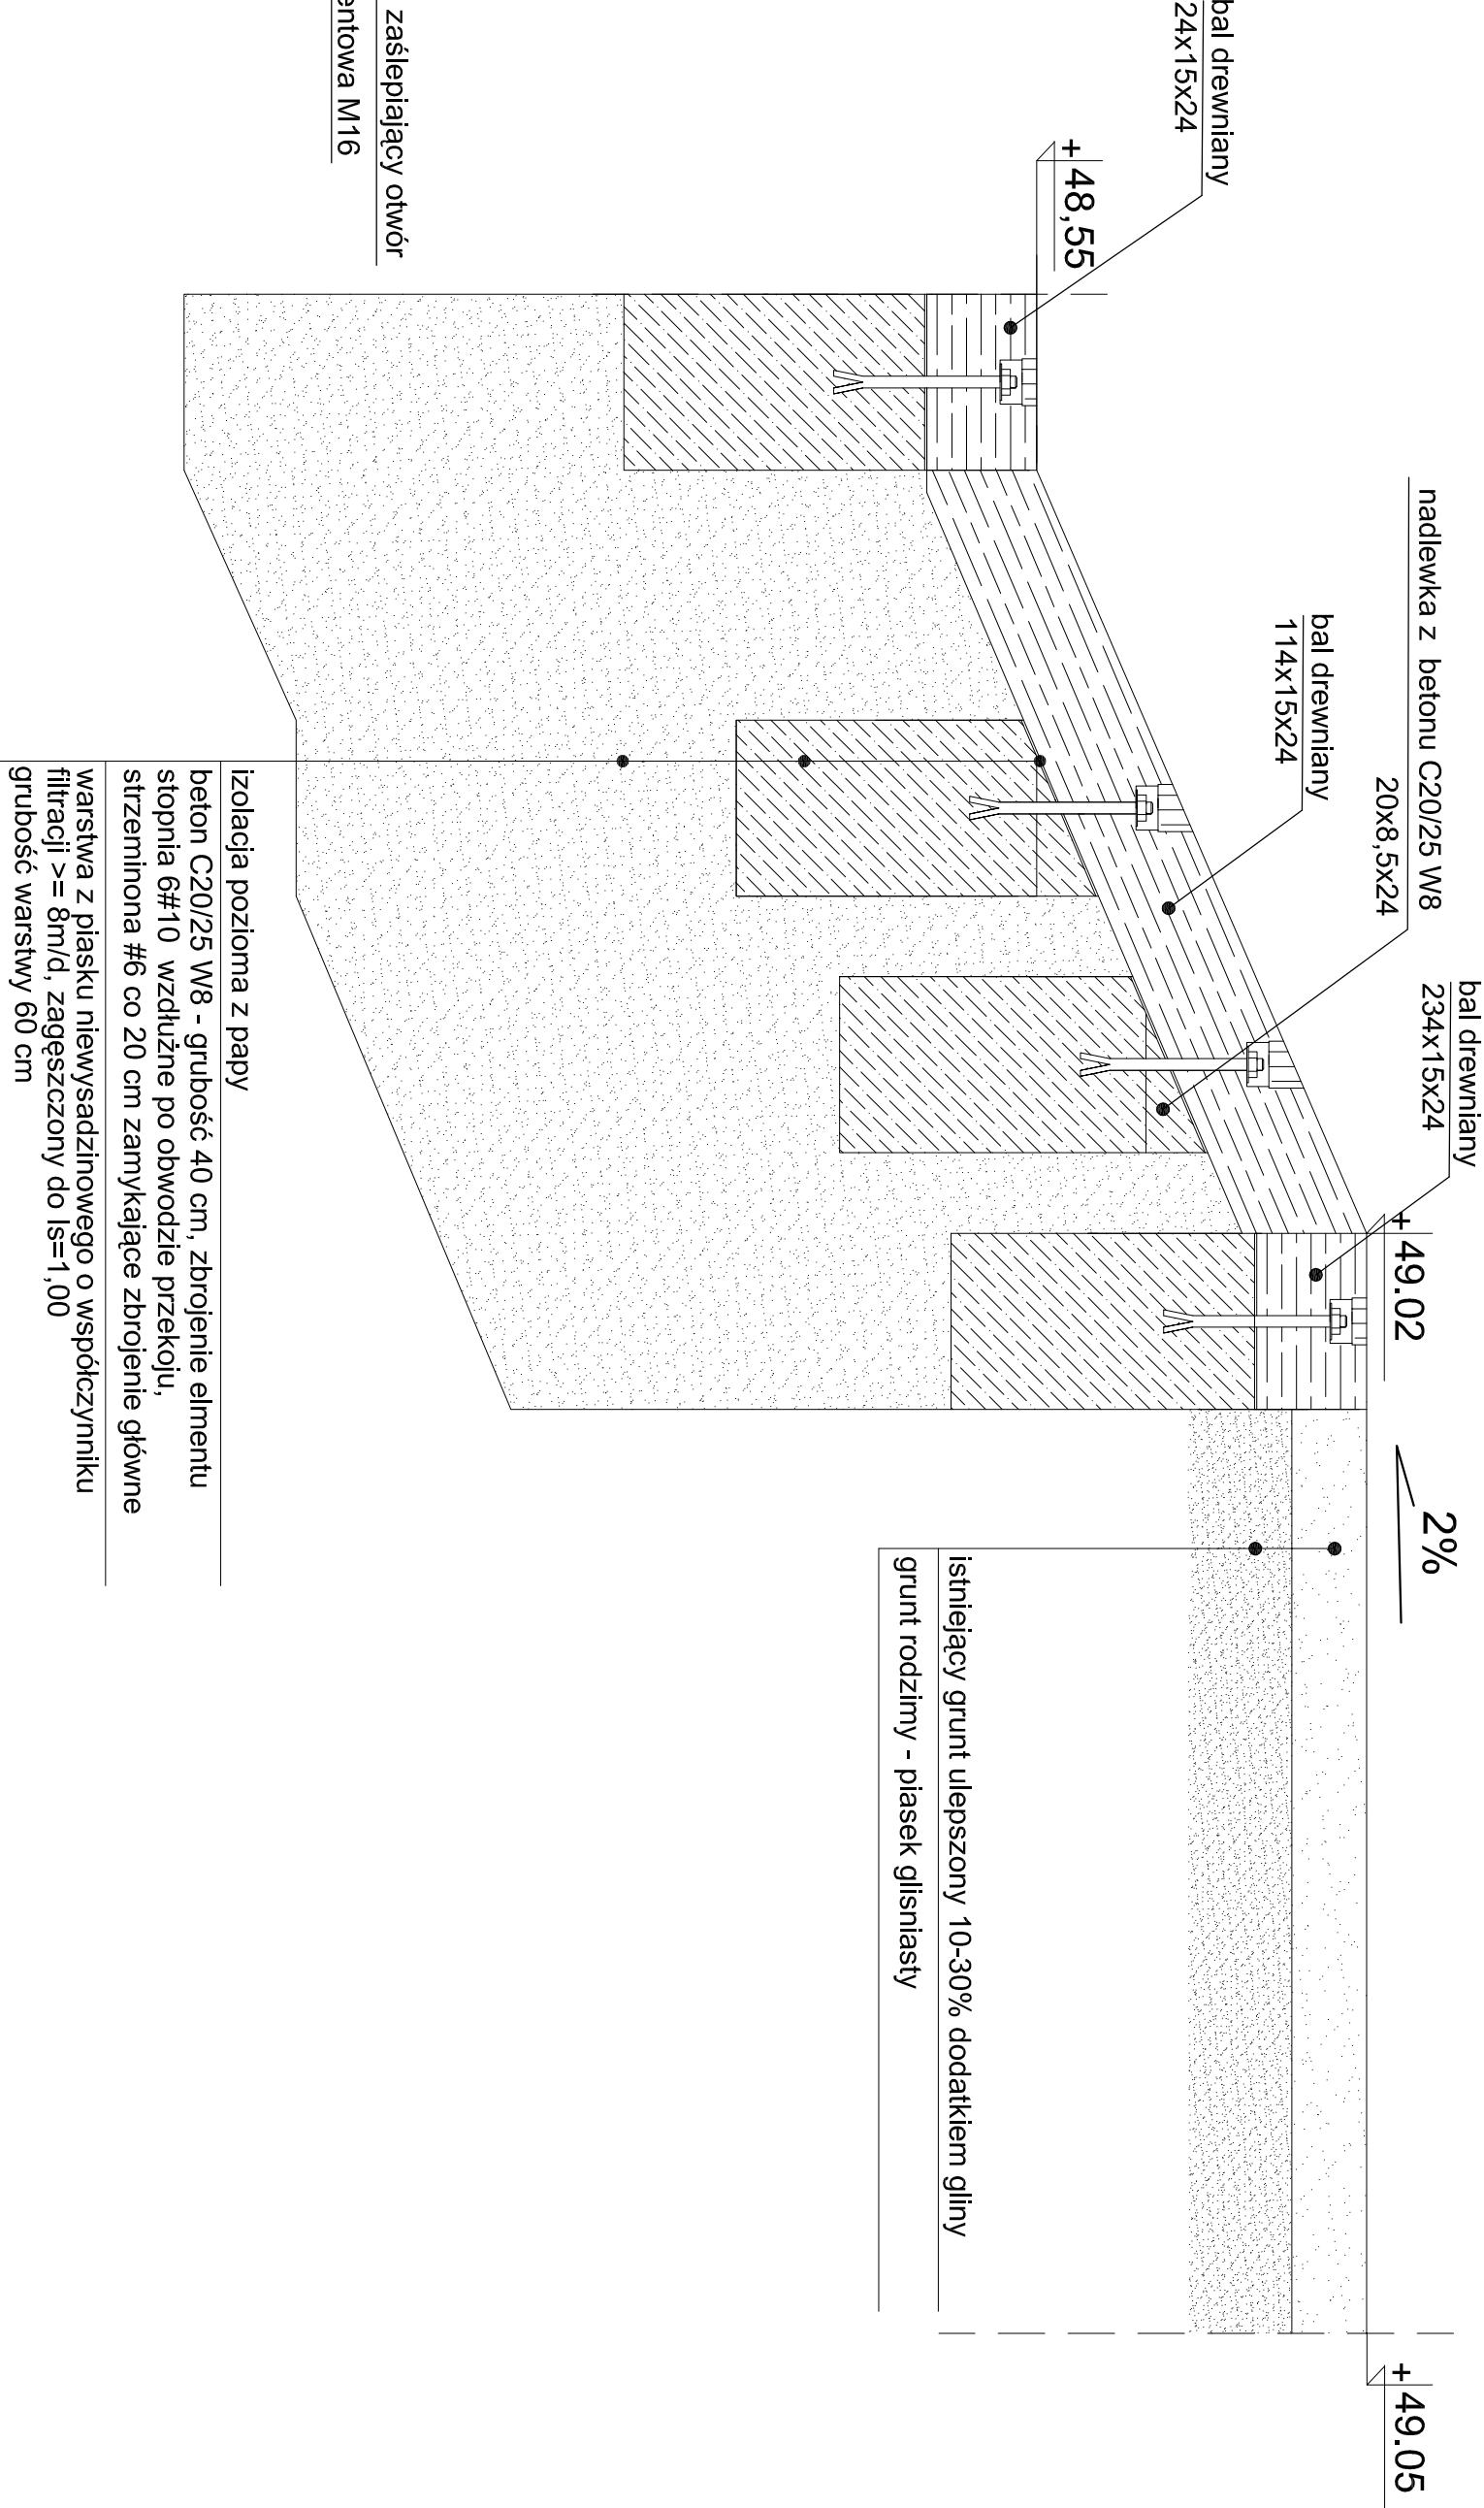 bal drewniany
24x15x24
+48,55
nadlewka z betonu C20/25 W8
20x8,5x24
bal drewniany
114x15x24
bal drewniany
234x15x24
+49.02
2%
+49.05
zaślepiający otwór
entowa M16
izolacja pozioma z papy
beton C20/25 W8 - grubość 40 cm, zbrojenie elmentu
stopnia 6#10 wzdłużne po obwodzie przekoju,
strzeminona #6 co 20 cm zamykające zbrojenie główne
warstwa z piasku niewysadzinowego o współczynniku
filtracji >= 8m/d, zagęszczony do Is=1,00
grubość warstwy 60 cm
istniejący grunt ulepszony 10-30% dodatkiem gliny
grunt rodzimy - piasek glisniasty